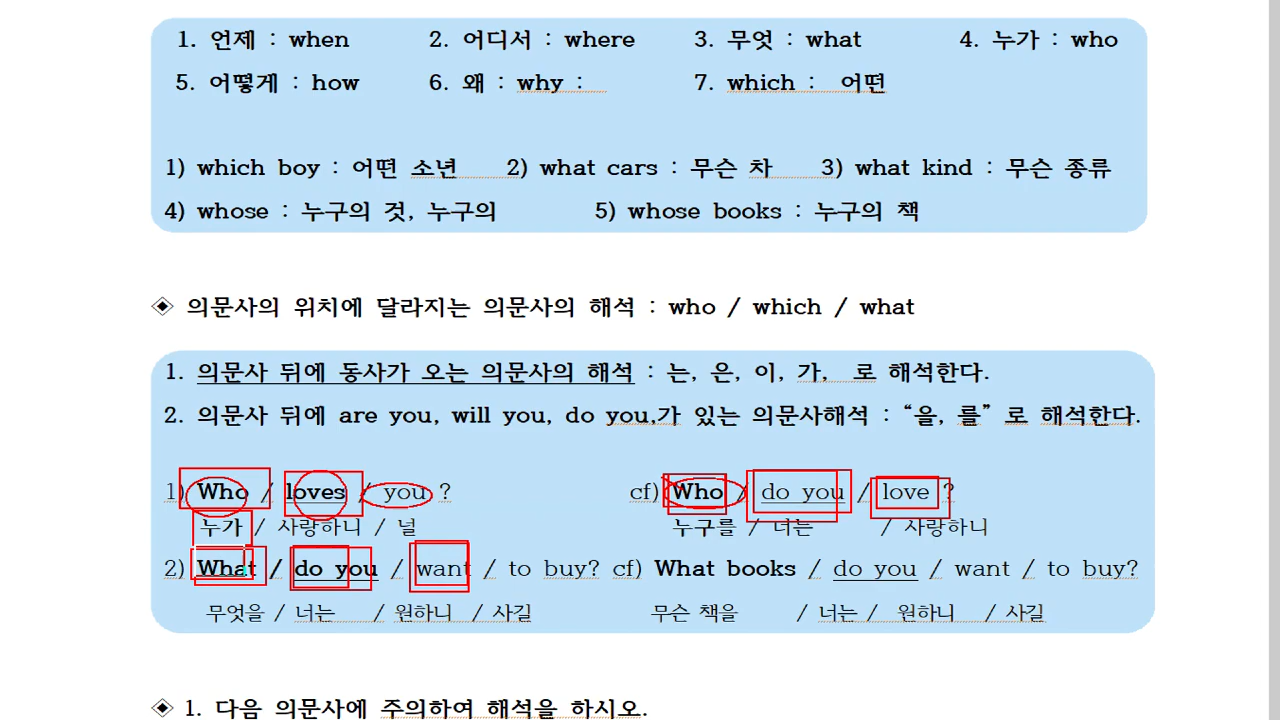 1. 언제 : when 2. 어디서 : where 3. 무엇 : what 4. 누가 : who
5. 어떻게 : how 6. 왜 : why : 7. which : 어떤
1) which boy : 어떤 소년 2) what cars : 무슨 차 3) what kind : 무슨 종류
4) whose : 누구의 것, 누구의 5) whose books : 누구의 책
◈ 의문사의 위치에 달라지는 의문사의 해석 : who / which / what
1. 의문사 뒤에 동사가 오는 의문사의 해석 : 는, 은, 이, 가, 로 해석한다.
2. 의문사 뒤에 are you, will you, do you,가 있는 의문사해석 : “을, 를” 로 해석한다.
1) Who / loves / you ? cf) Who / do you / love ?
누가 / 사랑하니 / 널 누구를 / 너는 / 사랑하니
2) What / do you / want / to buy? cf) What books / do you / want / to buy?
무엇을 / 너는 / 원하니 / 사길 무슨 책을 / 너는 / 원하니 / 사길
◈ 1. 다음 의문사에 주의하여 해석을 하시오.